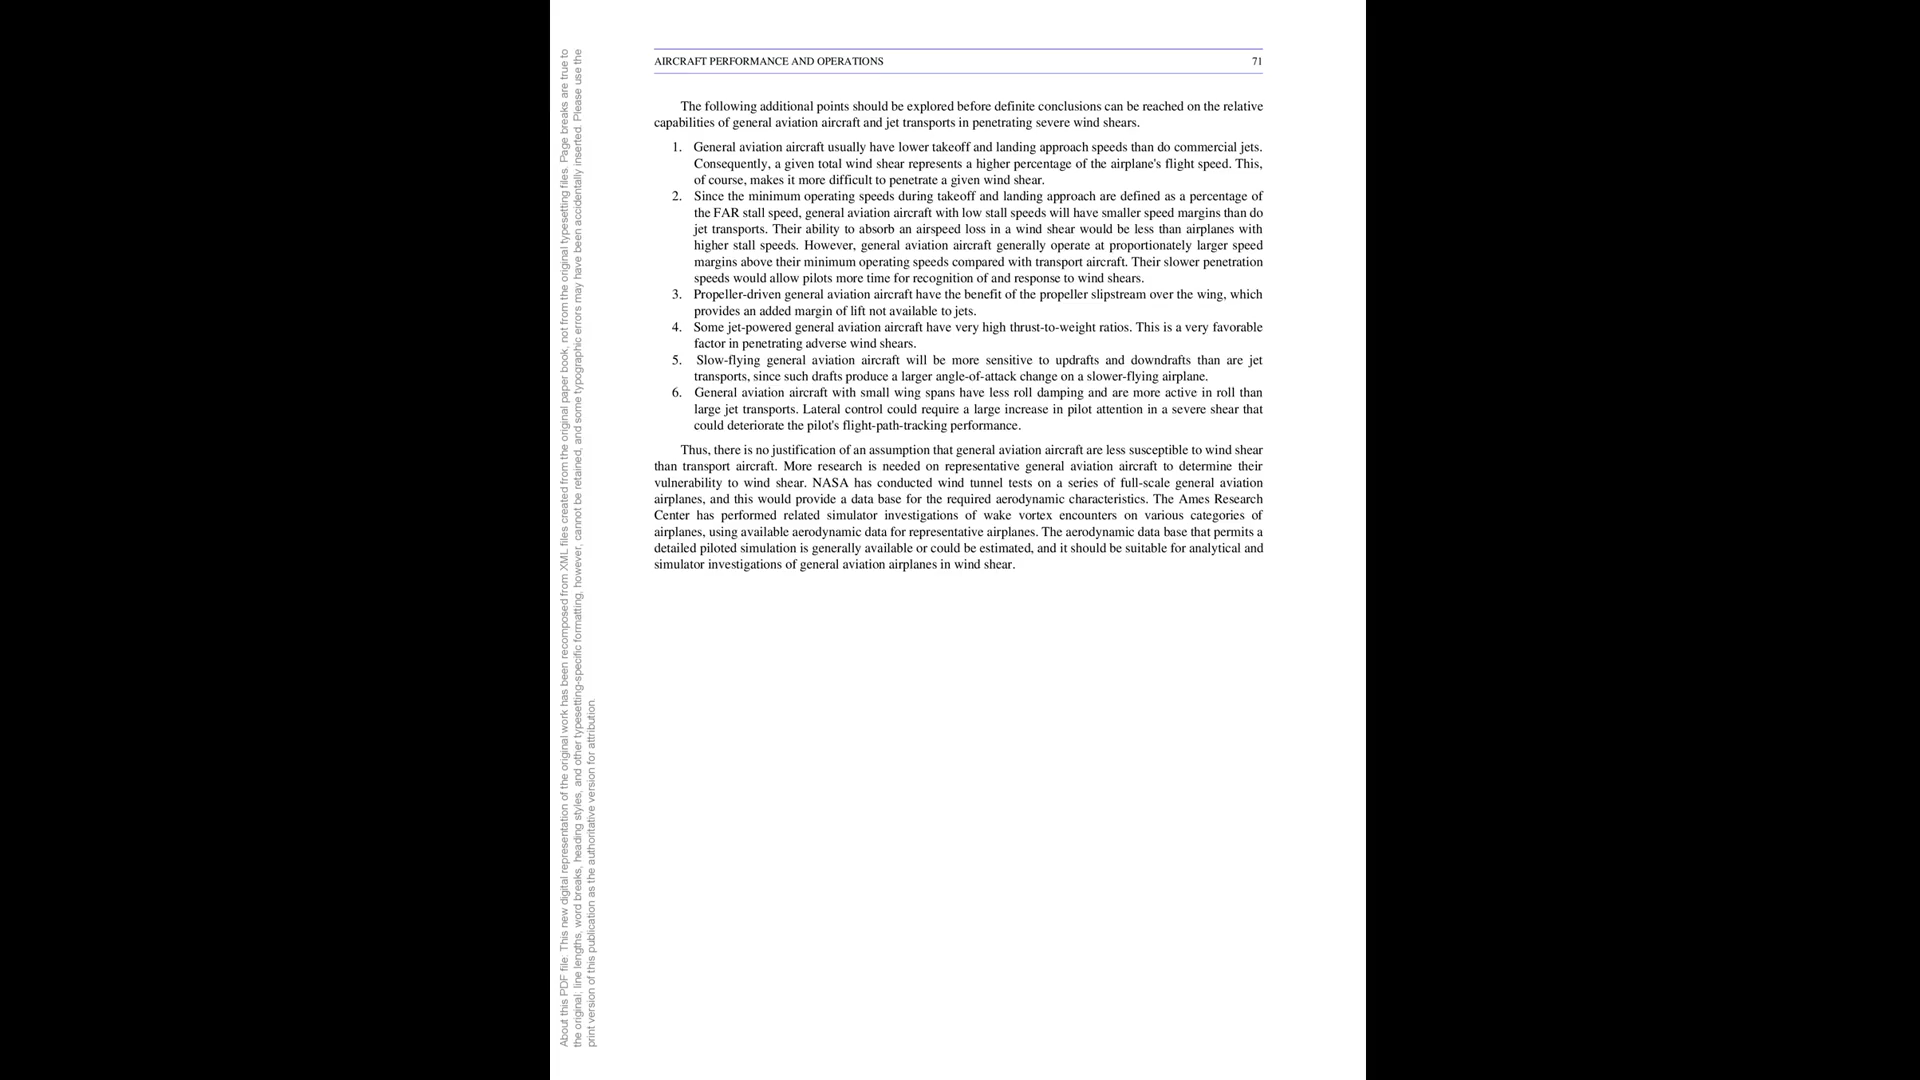 AIRCRAFT PERFORMANCE AND OPERATIONS 71
The following additional points should be explored before definite conclusions can be reached on the relative
capabilities of general aviation aircraft and jet transports in penetrating severe wind shears.
1. General aviation aircraft usually have lower takeoff and landing approach speeds than do commercial jets.
Consequently, a given total wind shear represents a higher percentage of the airplane's flight speed. This,
of course, makes it more difficult to penetrate a given wind shear.
2. Since the minimum operating speeds during takeoff and landing approach are defined as a percentage of
the FAR stall speed, general aviation aircraft with low stall speeds will have smaller speed margins than do
jet transports. Their ability to absorb an airspeed loss in a wind shear would be less than airplanes with
higher stall speeds. However, general aviation aircraft generally operate at proportionately larger speed
margins above their minimum operating speeds compared with transport aircraft. Their slower penetration
speeds would allow pilots more time for recognition of and response to wind shears.
3. Propeller-driven general aviation aircraft have the benefit of the propeller slipstream over the wing, which
provides an added margin of lift not available to jets.
4. Some jet-powered general aviation aircraft have very high thrust-to-weight ratios. This is a very favorable
factor in penetrating adverse wind shears.
5. Slow-flying general aviation aircraft will be more sensitive to updrafts and downdrafts than are jet
transports, since such drafts produce a larger angle-of-attack change on a slower-flying airplane.
6. General aviation aircraft with small wing spans have less roll damping and are more active in roll than
large jet transports. Lateral control could require a large increase in pilot attention in a severe shear that
could deteriorate the pilot's flight-path-tracking performance.
Thus, there is no justification of an assumption that general aviation aircraft are less susceptible to wind shear
than transport aircraft. More research is needed on representative general aviation aircraft to determine their
vulnerability to wind shear. NASA has conducted wind tunnel tests on a series of full-scale general aviation
airplanes, and this would provide a data base for the required aerodynamic characteristics. The Ames Research
Center has performed related simulator investigations of wake vortex encounters on various categories of
airplanes, using available aerodynamic data for representative airplanes. The aerodynamic data base that permits a
detailed piloted simulation is generally available or could be estimated, and it should be suitable for analytical and
simulator investigations of general aviation airplanes in wind shear.
About this PDF file: This new digital representation of the original work has been recomposed from XML files created from the original paper book, not from the original typesetting files. Page breaks are true to
the original; line lengths, word breaks, heading styles, and other typesetting-specific formatting, however, cannot be retained, and some typographic errors may have been accidentally inserted. Please use the
print version of this publication as the authoritative version for attribution.